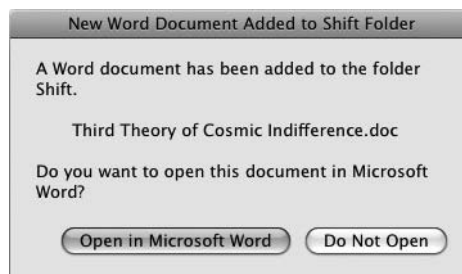 New Word Document Added to Shift Folder
A Word document has been added to the folder
Shift.
Third Theory of Cosmic Indifference.doc
Do you want to open this document in Microsoft
Word?
Open in Microsoft Word
Do Not Open